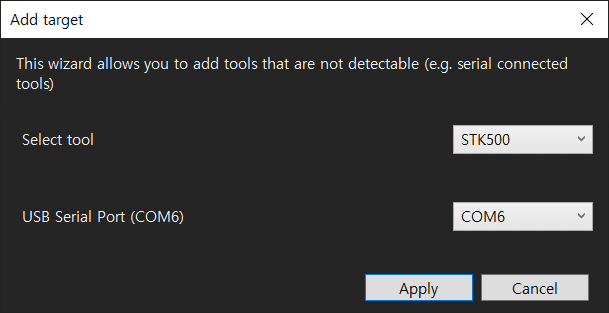 Add target
This wizard allows you to add tools that are not detectable (e.g. serial connected
tools)
Select tool STK500
USB Serial Port (COM6) COM6
Apply Cancel